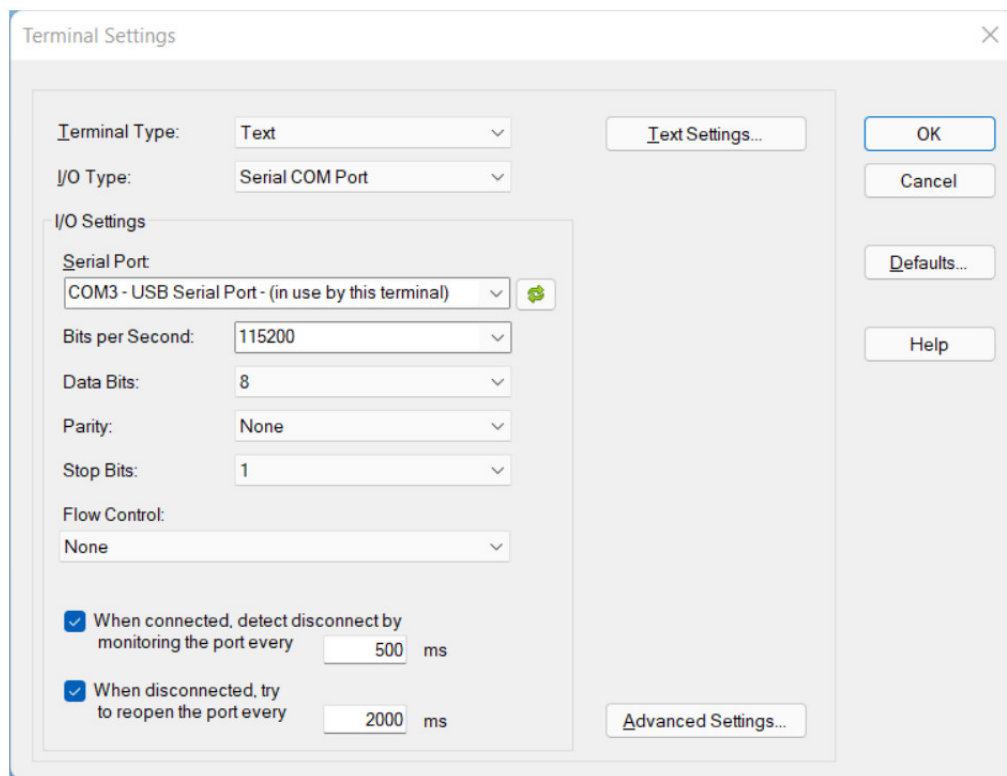 Terminal Settings
Terminal Type:
Text
Text Settings...
OK
I/O Type:
Serial COM Port
Cancel
I/O Settings
Serial Port:
COM3 - USB Serial Port - (in use by this terminal)
Defaults...
Bits per Second:
115200
Help
Data Bits:
8
Parity:
None
Stop Bits:
1
Flow Control:
None
When connected, detect disconnect by
monitoring the port every
500
ms
When disconnected, try
to reopen the port every
2000
ms
Advanced Settings...